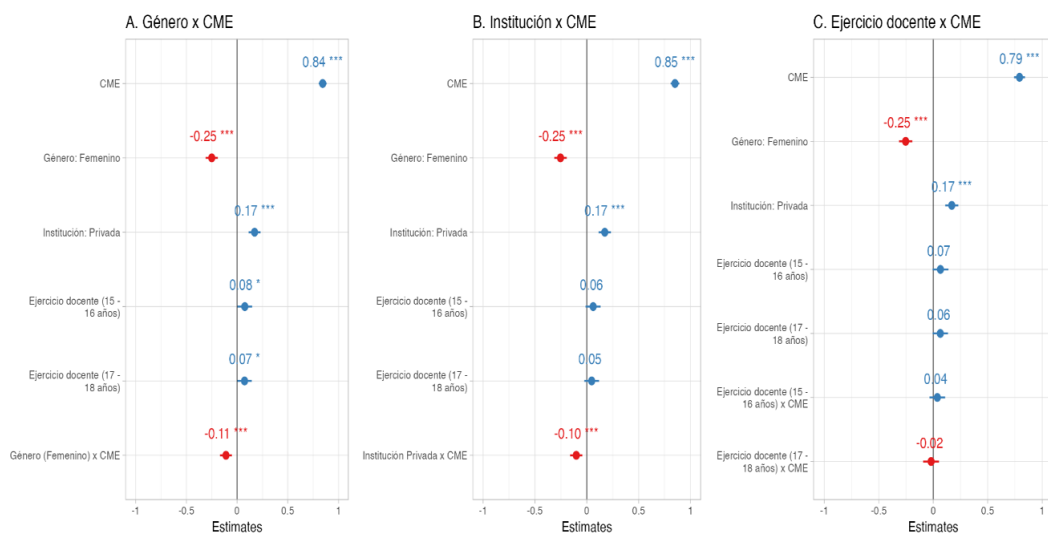 A. Género x CME
0.84 ***
CME
-0.25 ***
Género: Femenino
0.17 ***
Institución: Privada
0.08 *
Ejercicio docente (15 -
16 años)
0.07 *
Ejercicio docente (17 -
18 años)
-0.11 ***
Género (Femenino) x CME
-1
-0.5
0
0.5
1
Estimates
B. Institución x CME
0.85 ***
CME
-0.25 ***
Género: Femenino
0.17 ***
Institución: Privada
0.06
Ejercicio docente (15 -
16 años)
0.05
Ejercicio docente (17 -
18 años)
-0.10 ***
Institución Privada x CME
-1
-0.5
0
0.5
1
Estimates
C. Ejercicio docente x CME
0.79 ***
CME
-0.25 ***
Género: Femenino
0.17 ***
Institución: Privada
0.07
Ejercicio docente (15 -
16 años)
0.06
Ejercicio docente (17 -
18 años)
0.04
Ejercicio docente (15 -
16 años) x CME
-0.02
Ejercicio docente (17 -
18 años) x CME
-1
-0.5
0
0.5
1
Estimates